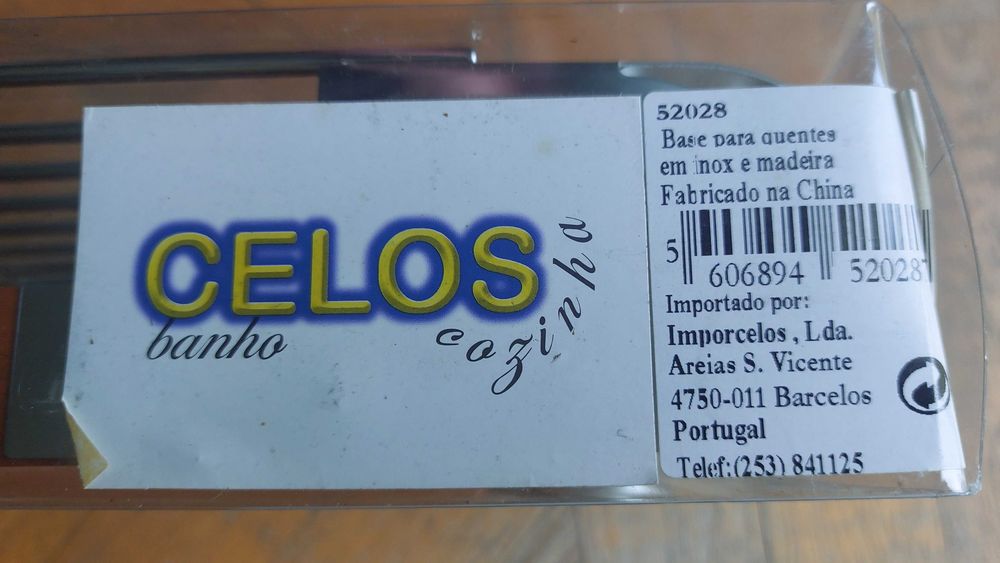 CELOS
banho
cozinha
52028
Base para quentes
em inox e madeira
Fabricado na China
5 606894 52028
Importado por:
Imporcelos , Lda.
Areias S. Vicente
4750-011 Barcelos
Portugal
Telef:(253) 841125